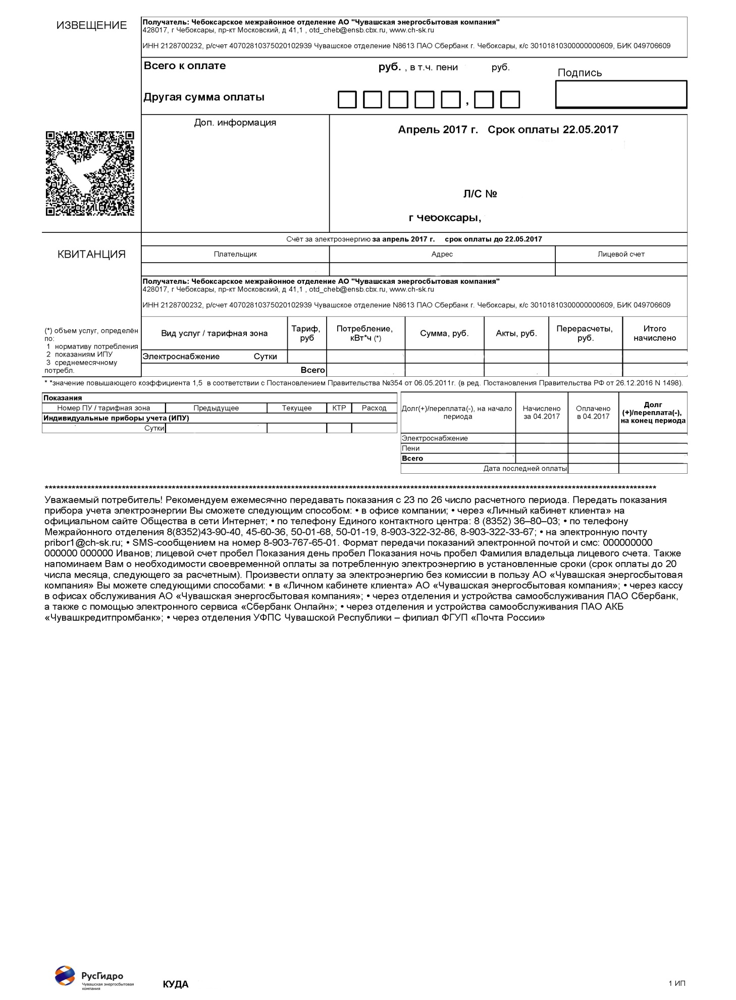 ИЗВЕЩЕНИЕ
Получатель: Чебоксарское межрайонное отделение АО "Чувашская энергосбытовая компания"
428017, г Чебоксары, пр-кт Московский, д 41,1 , otd_cheb@ensb.cbx.ru, www.ch-sk.ru
ИНН 2128700232, р/счет 40702810375020102939 Чувашское отделение N8613 ПАО Сбербанк г. Чебоксары, к/с 30101810300000000609, БИК 049706609
Всего к оплате руб. , в т.ч. пени руб.
Подпись
Другая сумма оплаты ,
Доп. информация
Апрель 2017 г. Срок оплаты 22.05.2017
Л/С №
г Чебоксары,
Счёт за электроэнергию за апрель 2017 г. срок оплаты до 22.05.2017
КВИТАНЦИЯ
Плательщик Адрес Лицевой счет
Получатель: Чебоксарское межрайонное отделение АО "Чувашская энергосбытовая компания"
428017, г Чебоксары, пр-кт Московский, д 41,1 , otd_cheb@ensb.cbx.ru, www.ch-sk.ru
ИНН 2128700232, р/счет 40702810375020102939 Чувашское отделение N8613 ПАО Сбербанк г. Чебоксары, к/с 30101810300000000609, БИК 049706609
(*) объем услуг, определён
по:
1 нормативу потребления
2 показаниям ИПУ
3 среднемесячному
потребл.
Вид услуг / тарифная зона
Тариф,
руб
Потребление,
кВт*ч (*)
Сумма, руб.
Акты, руб.
Перерасчеты,
руб.
Итого
начислено
Электроснабжение Сутки
Всего
* *значение повышающего коэффициента 1,5 в соответствии с Постановлением Правительства №354 от 06.05.2011г. (в ред. Постановления Правительства РФ от 26.12.2016 N 1498).
Показания
Номер ПУ / тарифная зона Предыдущее Текущее КТР Расход
Индивидуальные приборы учета (ИПУ)
Сутки
Долг(+)/переплата(-), на начало
периода
Начислено
за 04.2017
Оплачено
в 04.2017
Долг
(+)/переплата(-),
на конец периода
Электроснабжение
Пени
Всего
Дата последней оплаты
Уважаемый потребитель! Рекомендуем ежемесячно передавать показания с 23 по 26 число расчетного периода. Передать показания
прибора учета электроэнергии Вы сможете следующим способом: • в офисе компании; • через «Личный кабинет клиента» на
официальном сайте Общества в сети Интернет; • по телефону Единого контактного центра: 8 (8352) 36–80–03; • по телефону
Межрайонного отделения 8(8352)43-90-40, 45-60-36, 50-01-68, 50-01-19, 8-903-322-32-86, 8-903-322-33-67; • на электронную почту
pribor1@ch-sk.ru; • SMS-сообщением на номер 8-903-767-65-01. Формат передачи показаний электронной почтой и смс: 000000000
000000 000000 Иванов; лицевой счет пробел Показания день пробел Показания ночь пробел Фамилия владельца лицевого счета. Также
напоминаем Вам о необходимости своевременной оплаты за потребленную электроэнергию в установленные сроки (срок оплаты до 20
числа месяца, следующего за расчетным). Произвести оплату за электроэнергию без комиссии в пользу АО «Чувашская энергосбытовая
компания» Вы можете следующими способами: • в «Личном кабинете клиента» АО «Чувашская энергосбытовая компания»; • через кассу
в офисах обслуживания АО «Чувашская энергосбытовая компания»; • через отделения и устройства самообслуживания ПАО Сбербанк,
а также с помощью электронного сервиса «Сбербанк Онлайн»; • через отделения и устройства самообслуживания ПАО АКБ
«Чувашкредитпромбанк»; • через отделения УФПС Чувашской Республики – филиал ФГУП «Почта России»
РусГидро
Чувашская энергосбытовая
компания
КУДА
1 ИП